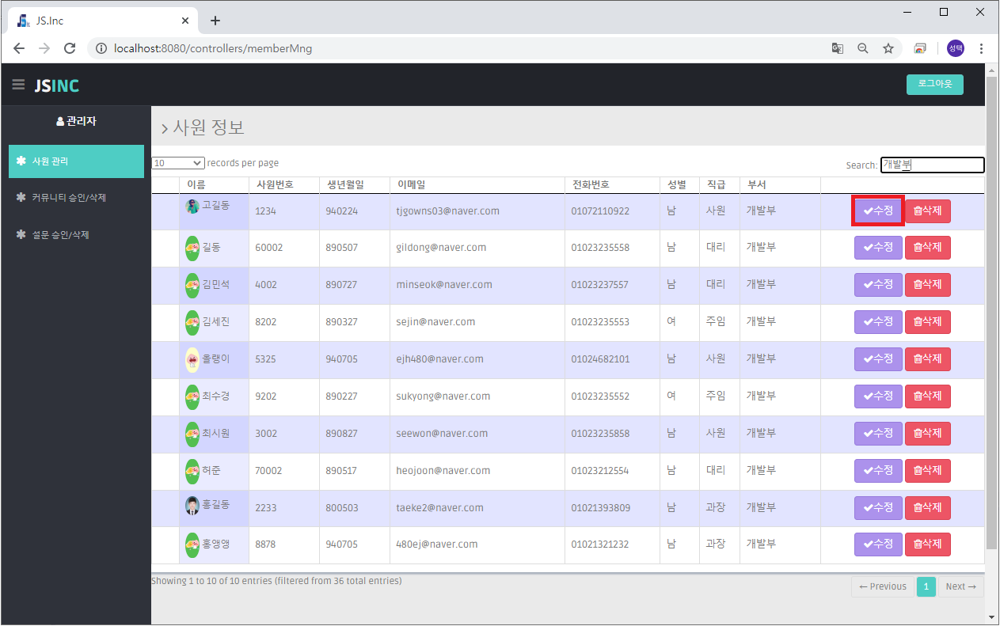 JS.Inc
localhost:8080/controllers/memberMng
성택
JSINC
로그아웃
관리자
사원 관리
커뮤니티 승인/삭제
설문 승인/삭제
사원 정보
10 records per page
Search: 개발부
이름 사원번호 생년월일 이메일 전화번호 성별 직급 부서
고길동 1234 940224 tjgowns03@naver.com 01072110922 남 사원 개발부 수정 삭제
길동 60002 890507 gildong@naver.com 01023235558 남 대리 개발부 수정 삭제
김민석 4002 890727 minseok@naver.com 01023237557 남 대리 개발부 수정 삭제
김세진 8202 890327 sejin@naver.com 01023235553 여 주임 개발부 수정 삭제
올랭이 5325 940705 ejh480@naver.com 01024682101 남 사원 개발부 수정 삭제
최수경 9202 890227 sukyong@naver.com 01023235552 여 주임 개발부 수정 삭제
최시원 3002 890827 seewon@naver.com 01023235858 남 사원 개발부 수정 삭제
허준 70002 890517 heojoon@naver.com 01023212554 남 대리 개발부 수정 삭제
홍길동 2233 800503 taeke2@naver.com 01021393809 남 과장 개발부 수정 삭제
홍앵앵 8878 940705 480ej@naver.com 01021321232 남 과장 개발부 수정 삭제
Showing 1 to 10 of 10 entries (filtered from 36 total entries)
← Previous 1 Next →